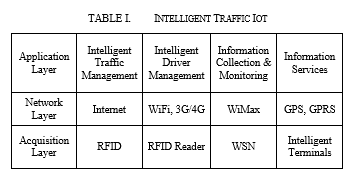 TABLE I. INTELLIGENT TRAFFIC IOT
Application Layer
Intelligent Traffic Management
Intelligent Driver Management
Information Collection & Monitoring
Information Services
Network Layer
Internet
WiFi, 3G/4G
WiMax
GPS, GPRS
Acquisition Layer
RFID
RFID Reader
WSN
Intelligent Terminals